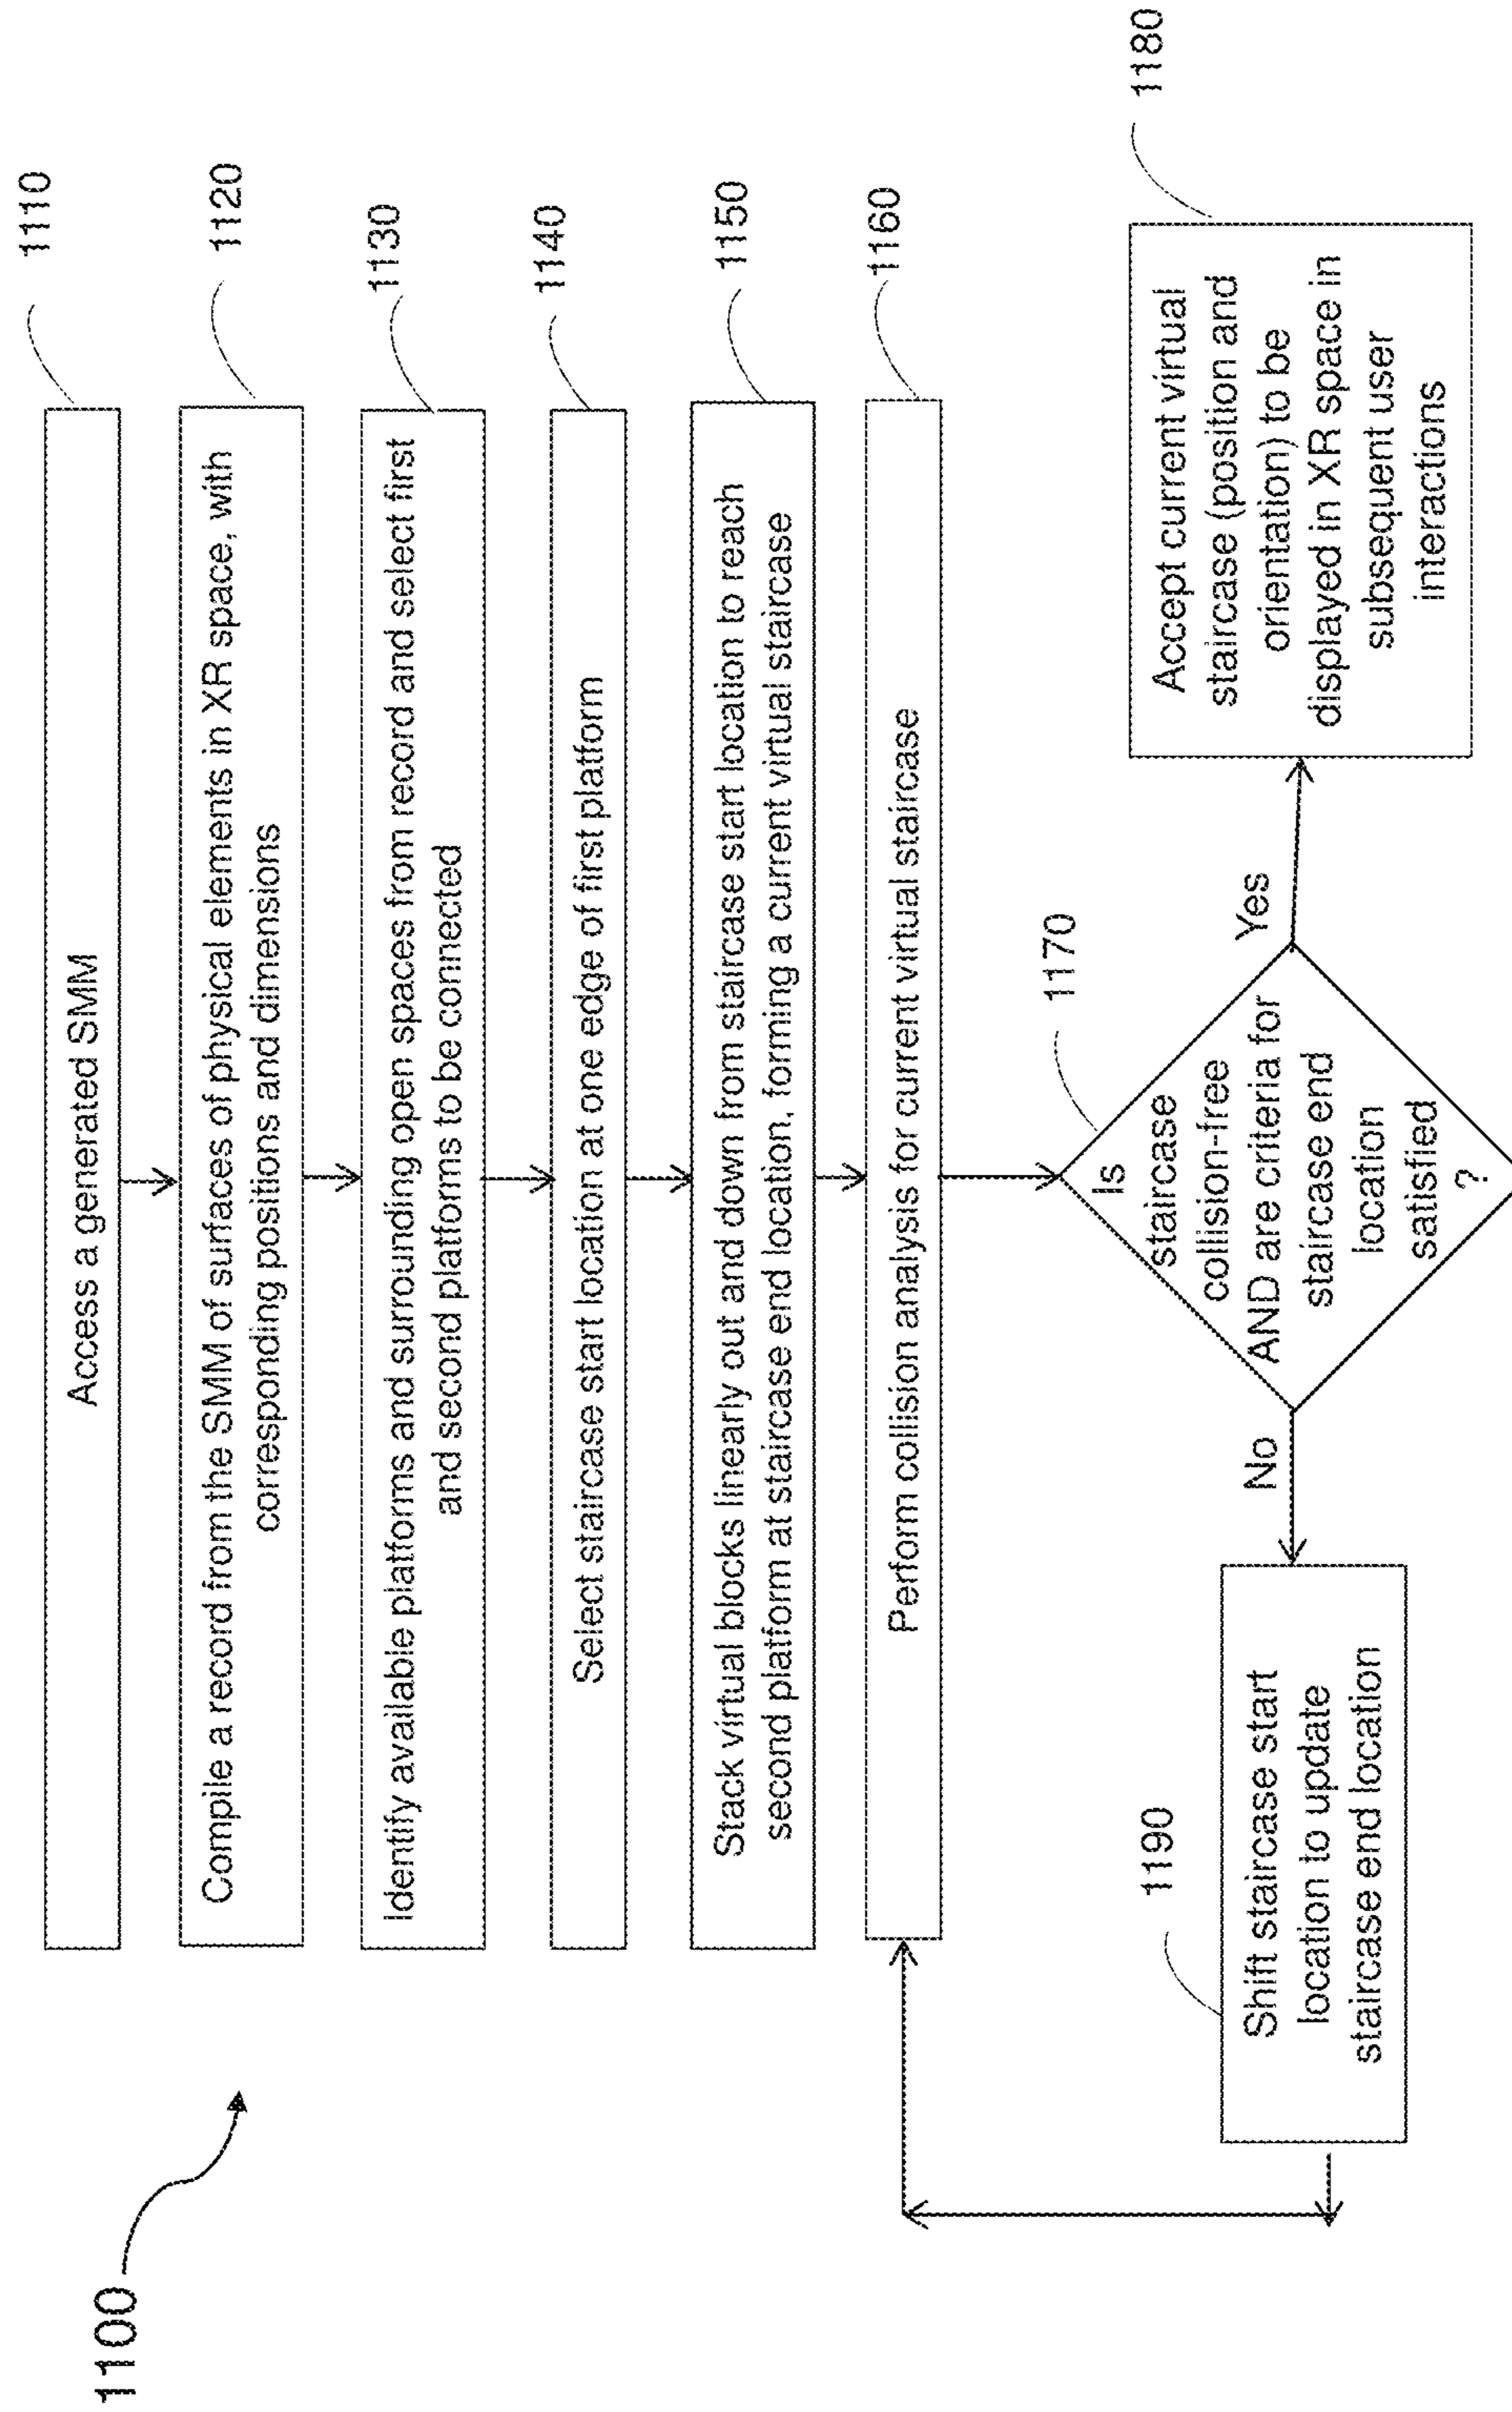 1100
1110
Access a generated SMM
1120
Compile a record from the SMM of surfaces of physical elements in XR space, with
corresponding positions and dimensions
1130
Identify available platforms and surrounding open spaces from record and select first
and second platforms to be connected
1140
Select staircase start location at one edge of first platform
1150
Stack virtual blocks linearly out and down from staircase start location to reach
second platform at staircase end location, forming a current virtual staircase
1160
Perform collision analysis for current virtual staircase
1170
Is
staircase
collision-free
AND are criteria for
staircase end
location
satisfied
?
No
Yes
1190
Shift staircase start
location to update
staircase end location
1180
Accept current virtual
staircase (position and
orientation) to be
displayed in XR space in
subsequent user
interactions